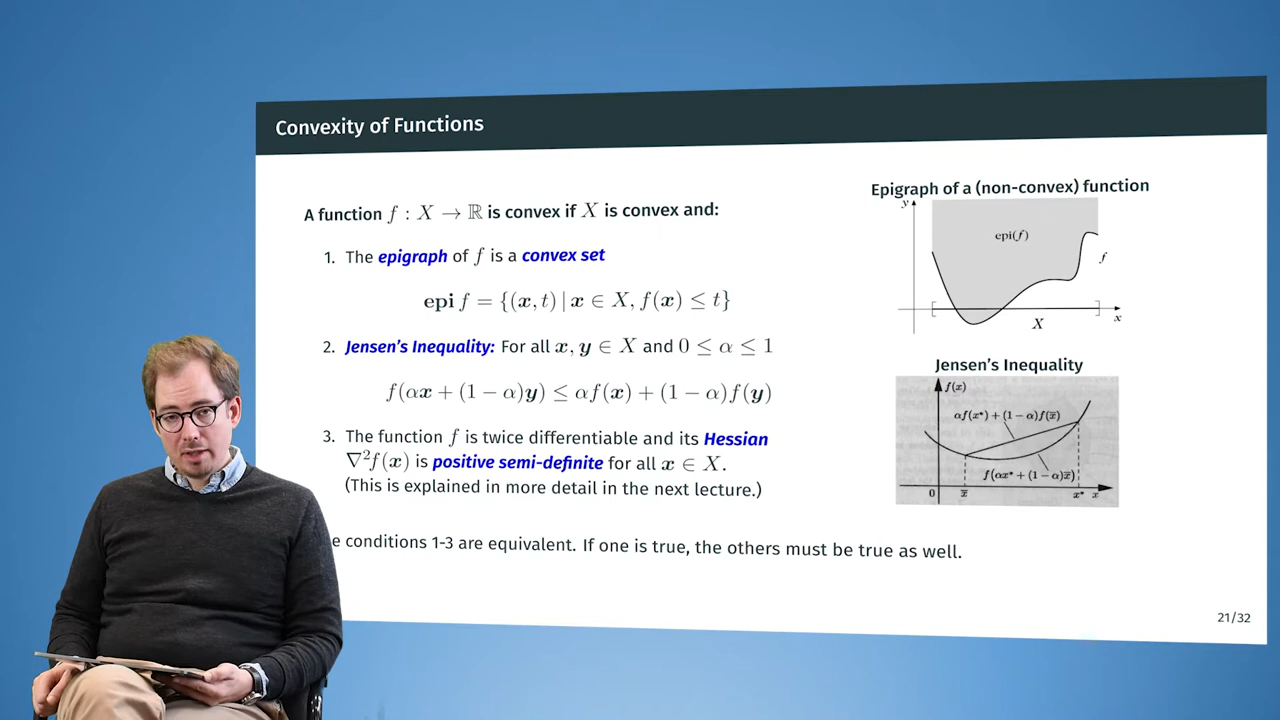 Convexity of Functions
A function f : X → ℝ is convex if X is convex and:
1. The epigraph of f is a convex set
epi f = {(x, t) | x ∈ X, f(x) ≤ t}
2. Jensen's Inequality: For all x, y ∈ X and 0 ≤ α ≤ 1
f(αx + (1 − α)y) ≤ αf(x) + (1 − α)f(y)
3. The function f is twice differentiable and its Hessian
∇²f(x) is positive semi-definite for all x ∈ X.
(This is explained in more detail in the next lecture.)
conditions 1-3 are equivalent. If one is true, the others must be true as well.
Epigraph of a (non-convex) function
y
epi(f)
f
X
x
Jensen's Inequality
f(x)
αf(x*) + (1 − α)f(x̅)
f(αx* + (1 − α)x̅)
0 x̅ x* x
21/32